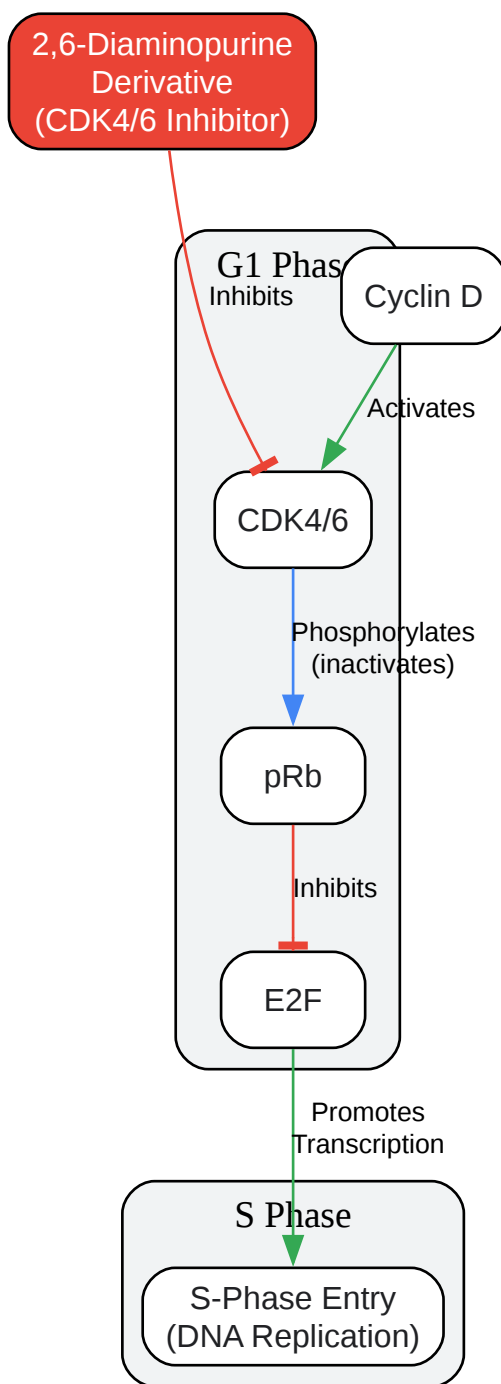 2,6-Diaminopurine
Derivative
(CDK4/6 Inhibitor)
G1 Phase
Cyclin D
Inhibits
Activates
CDK4/6
Phosphorylates
(inactivates)
pRb
Inhibits
E2F
Promotes
Transcription
S Phase
S-Phase Entry
(DNA Replication)